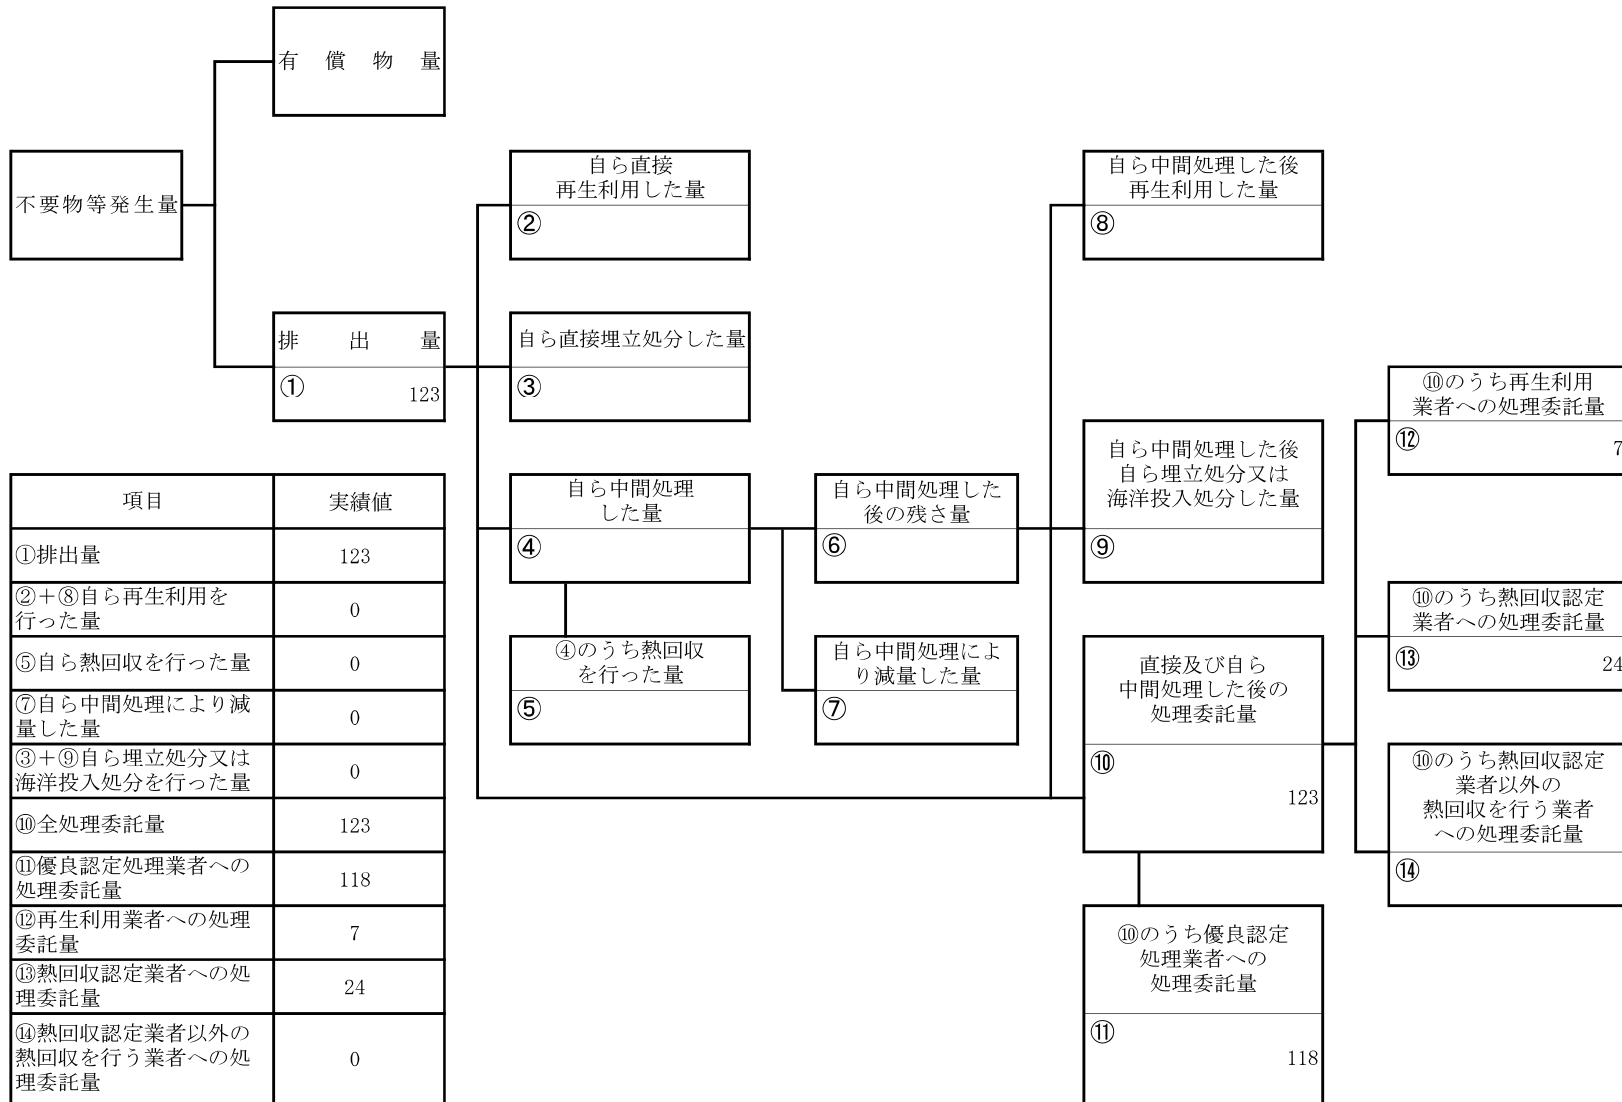 有償物量
不要物等発生量
排出量
①
123
自ら直接
再生利用した量
②
自ら直接埋立処分した量
③
自ら中間処理
した量
④
④のうち熱回収
を行った量
⑤
自ら中間処理した
後の残さ量
⑥
自ら中間処理によ
り減量した量
⑦
自ら中間処理した後
再生利用した量
⑧
自ら中間処理した後
自ら埋立処分又は
海洋投入処分した量
⑨
直接及び自ら
中間処理した後の
処理委託量
⑩
123
⑩のうち優良認定
処理業者への
処理委託量
⑪
118
⑩のうち再生利用
業者への処理委託量
⑫
7
⑩のうち熱回収認定
業者への処理委託量
⑬
24
⑩のうち熱回収認定
業者以外の
熱回収を行う業者
への処理委託量
⑭
項目 実績値
①排出量 123
②+⑧自ら再生利用を
行った量 0
⑤自ら熱回収を行った量 0
⑦自ら中間処理により減
量した量 0
③+⑨自ら埋立処分又は
海洋投入処分を行った量 0
⑩全処理委託量 123
⑪優良認定処理業者への
処理委託量 118
⑫再生利用業者への処理
委託量 7
⑬熱回収認定業者への処
理委託量 24
⑭熱回収認定業者以外の
熱回収を行う業者への処
理委託量 0